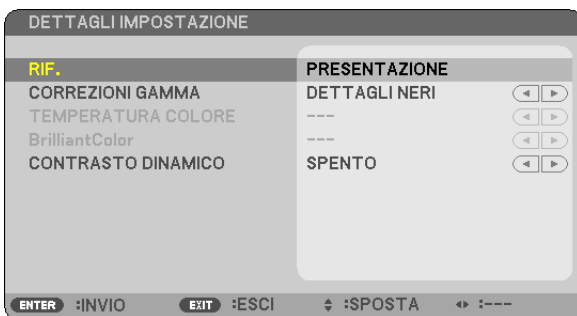 DETTAGLI IMPOSTAZIONE
RIF. PRESENTAZIONE
CORREZIONI GAMMA DETTAGLI NERI
TEMPERATURA COLORE ---
BrilliantColor ---
CONTRASTO DINAMICO SPENTO
ENTER :INVIO EXIT :ESCI :SPOSTA :---